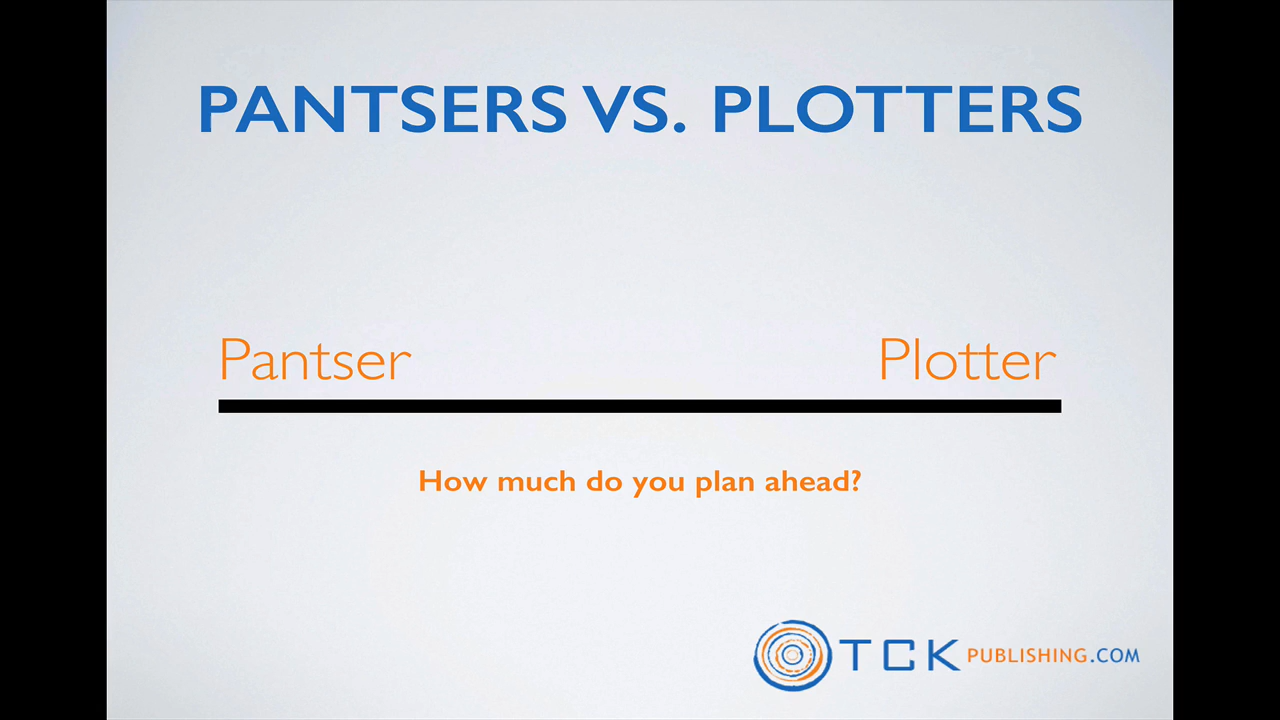 PANTSERS VS. PLOTTERS
Pantser Plotter
How much do you plan ahead?
TCK PUBLISHING.COM